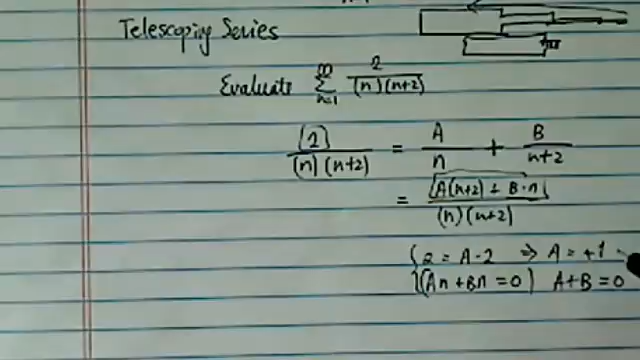 Telescoping Series
Evaluate ∞ Σ n=1 2 / (n)(n+2)
(2) / (n)(n+2) = A / n + B / n+2
= A(n+2) + B·n / (n)(n+2)
2 = A·2 ⇒ A = +1
(An + Bn = 0) A+B = 0